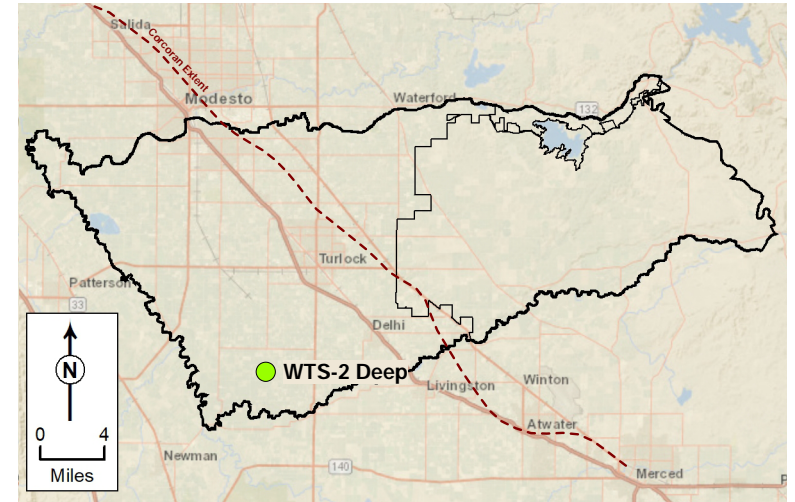 Salida
Corcoran Extent
Modesto
Waterford
132
Turlock
Patterson
33
Delhi
WTS-2 Deep
Livingston
Winton
Atwater
Newman
140
Merced
P
N
0 4
Miles